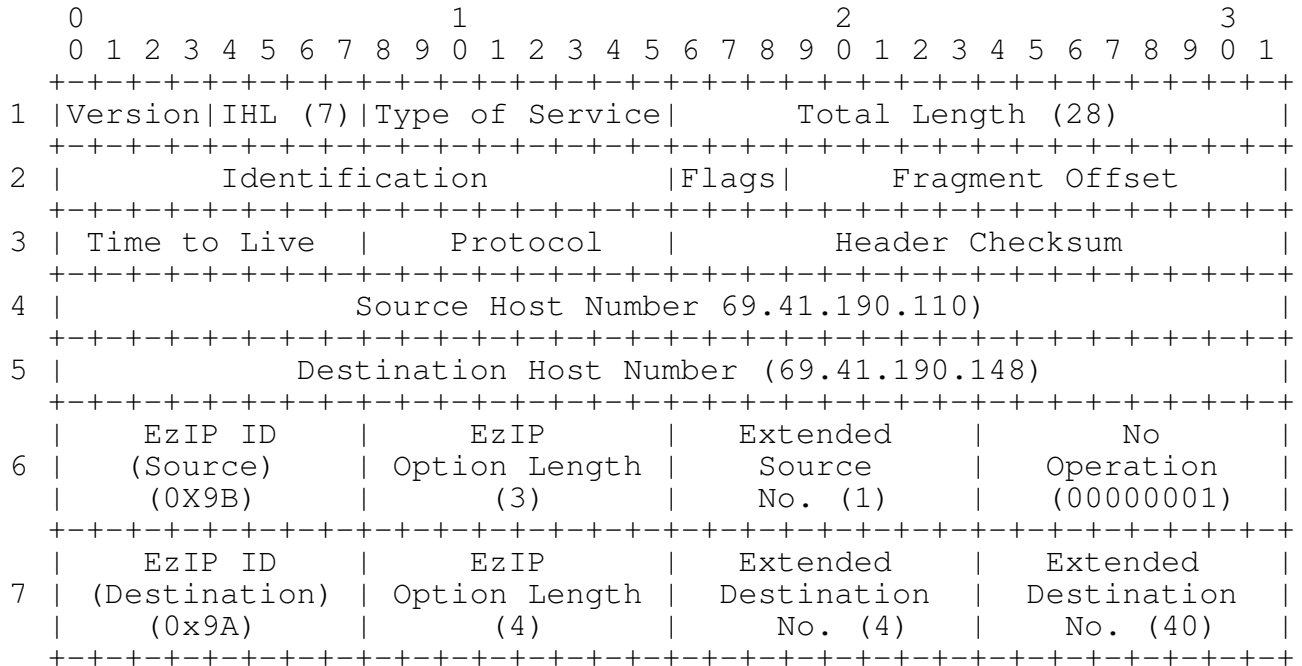 0                   1                   2                   3
    0 1 2 3 4 5 6 7 8 9 0 1 2 3 4 5 6 7 8 9 0 1 2 3 4 5 6 7 8 9 0 1
   +-+-+-+-+-+-+-+-+-+-+-+-+-+-+-+-+-+-+-+-+-+-+-+-+-+-+-+-+-+-+-+-+
1  |Version|IHL (7)|Type of Service|      Total Length (28)        |
   +-+-+-+-+-+-+-+-+-+-+-+-+-+-+-+-+-+-+-+-+-+-+-+-+-+-+-+-+-+-+-+-+
2  |        Identification         |Flags|     Fragment Offset     |
   +-+-+-+-+-+-+-+-+-+-+-+-+-+-+-+-+-+-+-+-+-+-+-+-+-+-+-+-+-+-+-+-+
3  | Time to Live  |    Protocol   |        Header Checksum        |
   +-+-+-+-+-+-+-+-+-+-+-+-+-+-+-+-+-+-+-+-+-+-+-+-+-+-+-+-+-+-+-+-+
4  |               Source Host Number 69.41.190.110)               |
   +-+-+-+-+-+-+-+-+-+-+-+-+-+-+-+-+-+-+-+-+-+-+-+-+-+-+-+-+-+-+-+-+
5  |            Destination Host Number (69.41.190.148)            |
   +-+-+-+-+-+-+-+-+-+-+-+-+-+-+-+-+-+-+-+-+-+-+-+-+-+-+-+-+-+-+-+-+
   |    EzIP ID    |     EzIP      |   Extended    |      No       |
6  |   (Source)    | Option Length |    Source     |   Operation   |
   |    (0X9B)     |      (3)      |    No. (1)    |   (00000001)  |
   +-+-+-+-+-+-+-+-+-+-+-+-+-+-+-+-+-+-+-+-+-+-+-+-+-+-+-+-+-+-+-+-+
   |    EzIP ID    |     EzIP      |   Extended    |   Extended    |
7  | (Destination) | Option Length |  Destination  |  Destination  |
   |    (0x9A)     |      (4)      |    No. (4)    |    No. (40)   |
   +-+-+-+-+-+-+-+-+-+-+-+-+-+-+-+-+-+-+-+-+-+-+-+-+-+-+-+-+-+-+-+-+